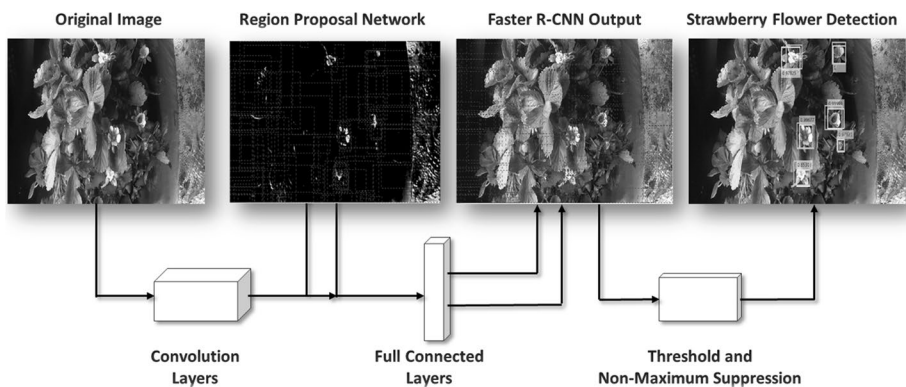 Original Image
Region Proposal Network
Faster R-CNN Output
Strawberry Flower Detection
Convolution
Layers
Full Connected
Layers
Threshold and
Non-Maximum Suppression